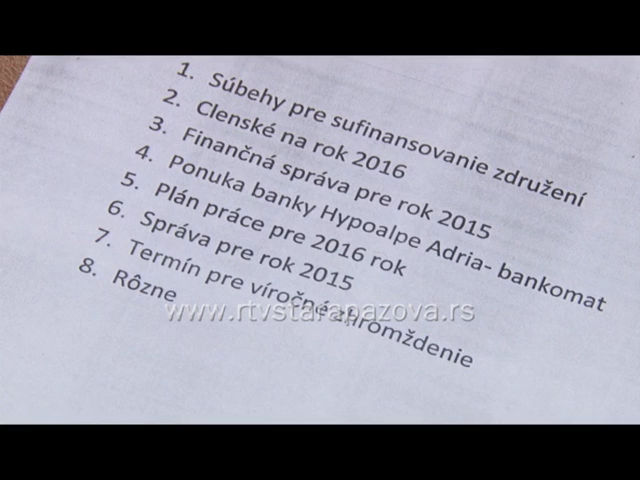 1. Súbehy pre sufinansovanie združení
2. Clenské na rok 2016
3. Finančná správa pre rok 2015
4. Ponuka banky Hypoalpe Adria- bankomat
5. Plán práce pre 2016 rok
6. Správa pre rok 2015
7. Termín pre víročné zhromždenie
8. Rôzne
www.rtvstarapazova.rs